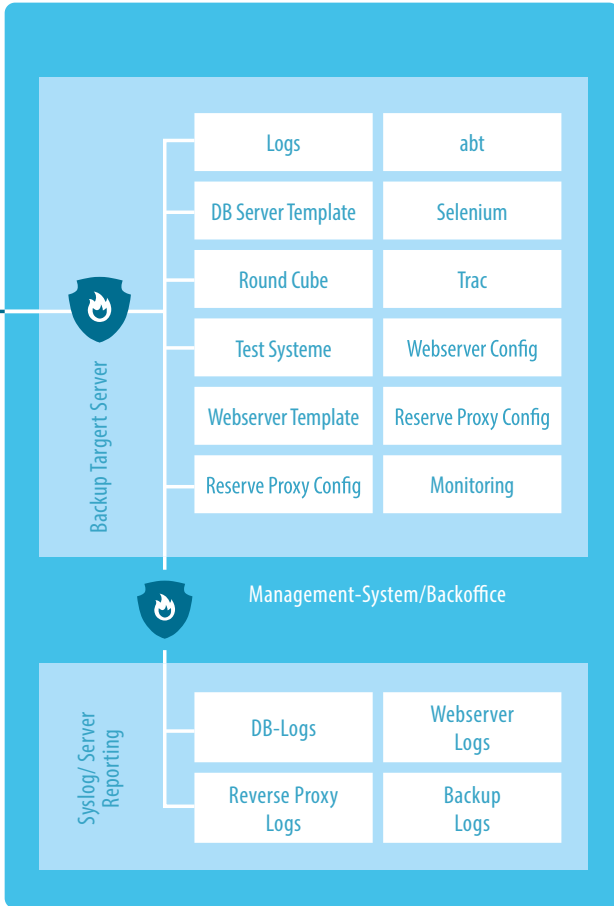 Logs
abt
DB Server Template
Selenium
Round Cube
Trac
Test Systeme
Webserver Config
Webserver Template
Reserve Proxy Config
Reserve Proxy Config
Monitoring
Backup Targert Server
Management-System/Backoffice
Syslog/ Server
Reporting
DB-Logs
Webserver
Logs
Reverse Proxy
Logs
Backup
Logs